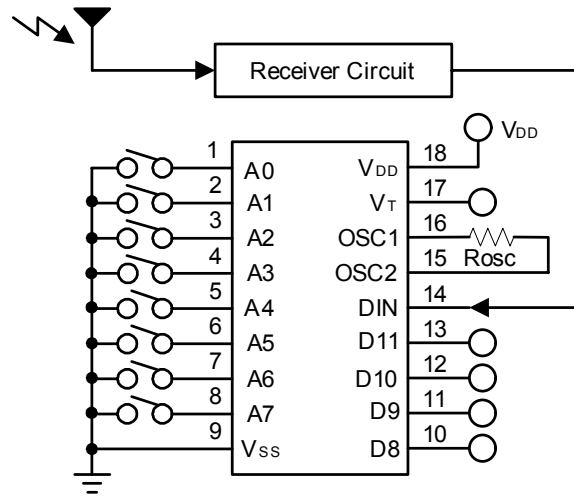 Receiver Circuit
VDD
1 A0 VDD 18
2 A1 VT 17
3 A2 OSC1 16
Rosc
4 A3 OSC2 15
5 A4 DIN 14
6 A5 D11 13
7 A6 D10 12
8 A7 D9 11
9 VSS D8 10